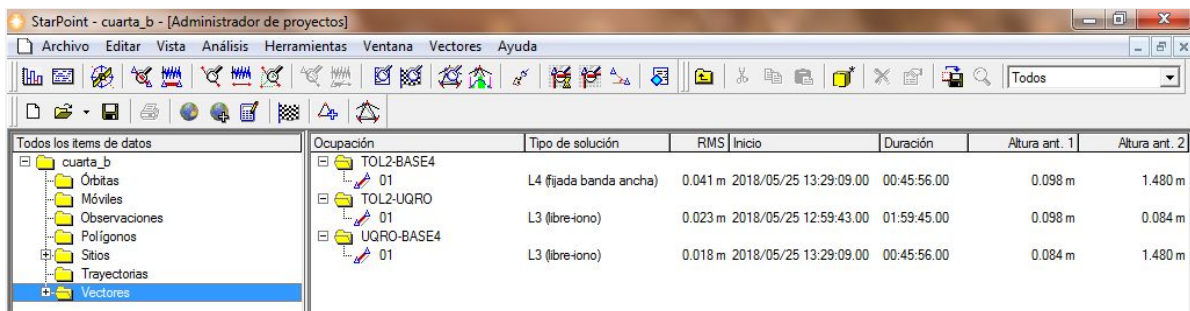 StarPoint - cuarta_b - [Administrador de proyectos]
Archivo Editar Vista Análisis Herramientas Ventana Vectores Ayuda
Todos
Todos los items de datos
cuarta_b
Órbitas
Móviles
Observaciones
Polígonos
Sitios
Trayectorias
Vectores
Ocupación Tipo de solución RMS Inicio Duración Altura ant. 1 Altura ant. 2
TOL2-BASE4
01 L4 (fijada banda ancha) 0.041 m 2018/05/25 13:29:09.00 00:45:56.00 0.098 m 1.480 m
TOL2-UQRO
01 L3 (libre-iono) 0.023 m 2018/05/25 12:59:43.00 01:59:45.00 0.098 m 0.084 m
UQRO-BASE4
01 L3 (libre-iono) 0.018 m 2018/05/25 13:29:09.00 00:45:56.00 0.084 m 1.480 m